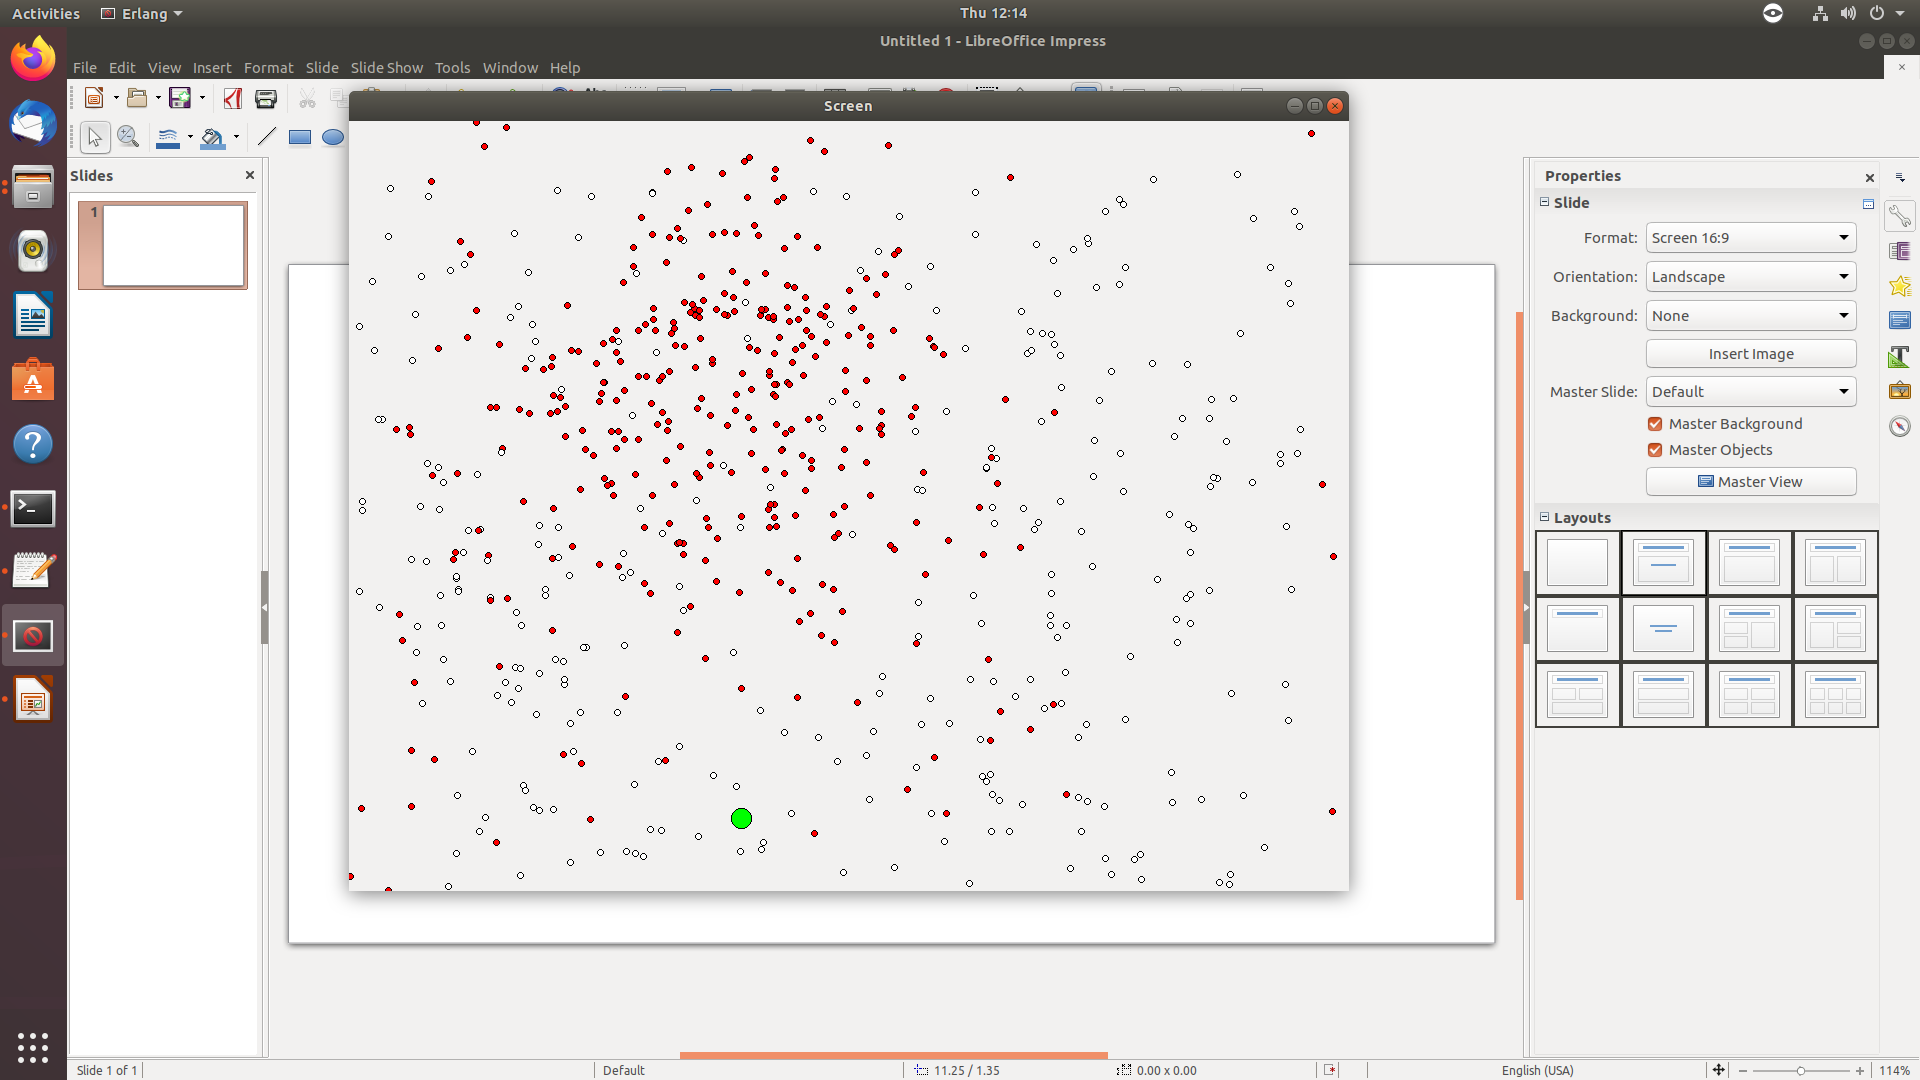 Activities
Erlang
Thu 12:14
Untitled 1 - LibreOffice Impress
File Edit View Insert Format Slide Slide Show Tools Window Help
Screen
Slides
1
Properties
Slide
Format: Screen 16:9
Orientation: Landscape
Background: None
Insert Image
Master Slide: Default
Master Background
Master Objects
Master View
Layouts
Slide 1 of 1
Default
11.25 / 1.35
0.00 x 0.00
English (USA)
114%